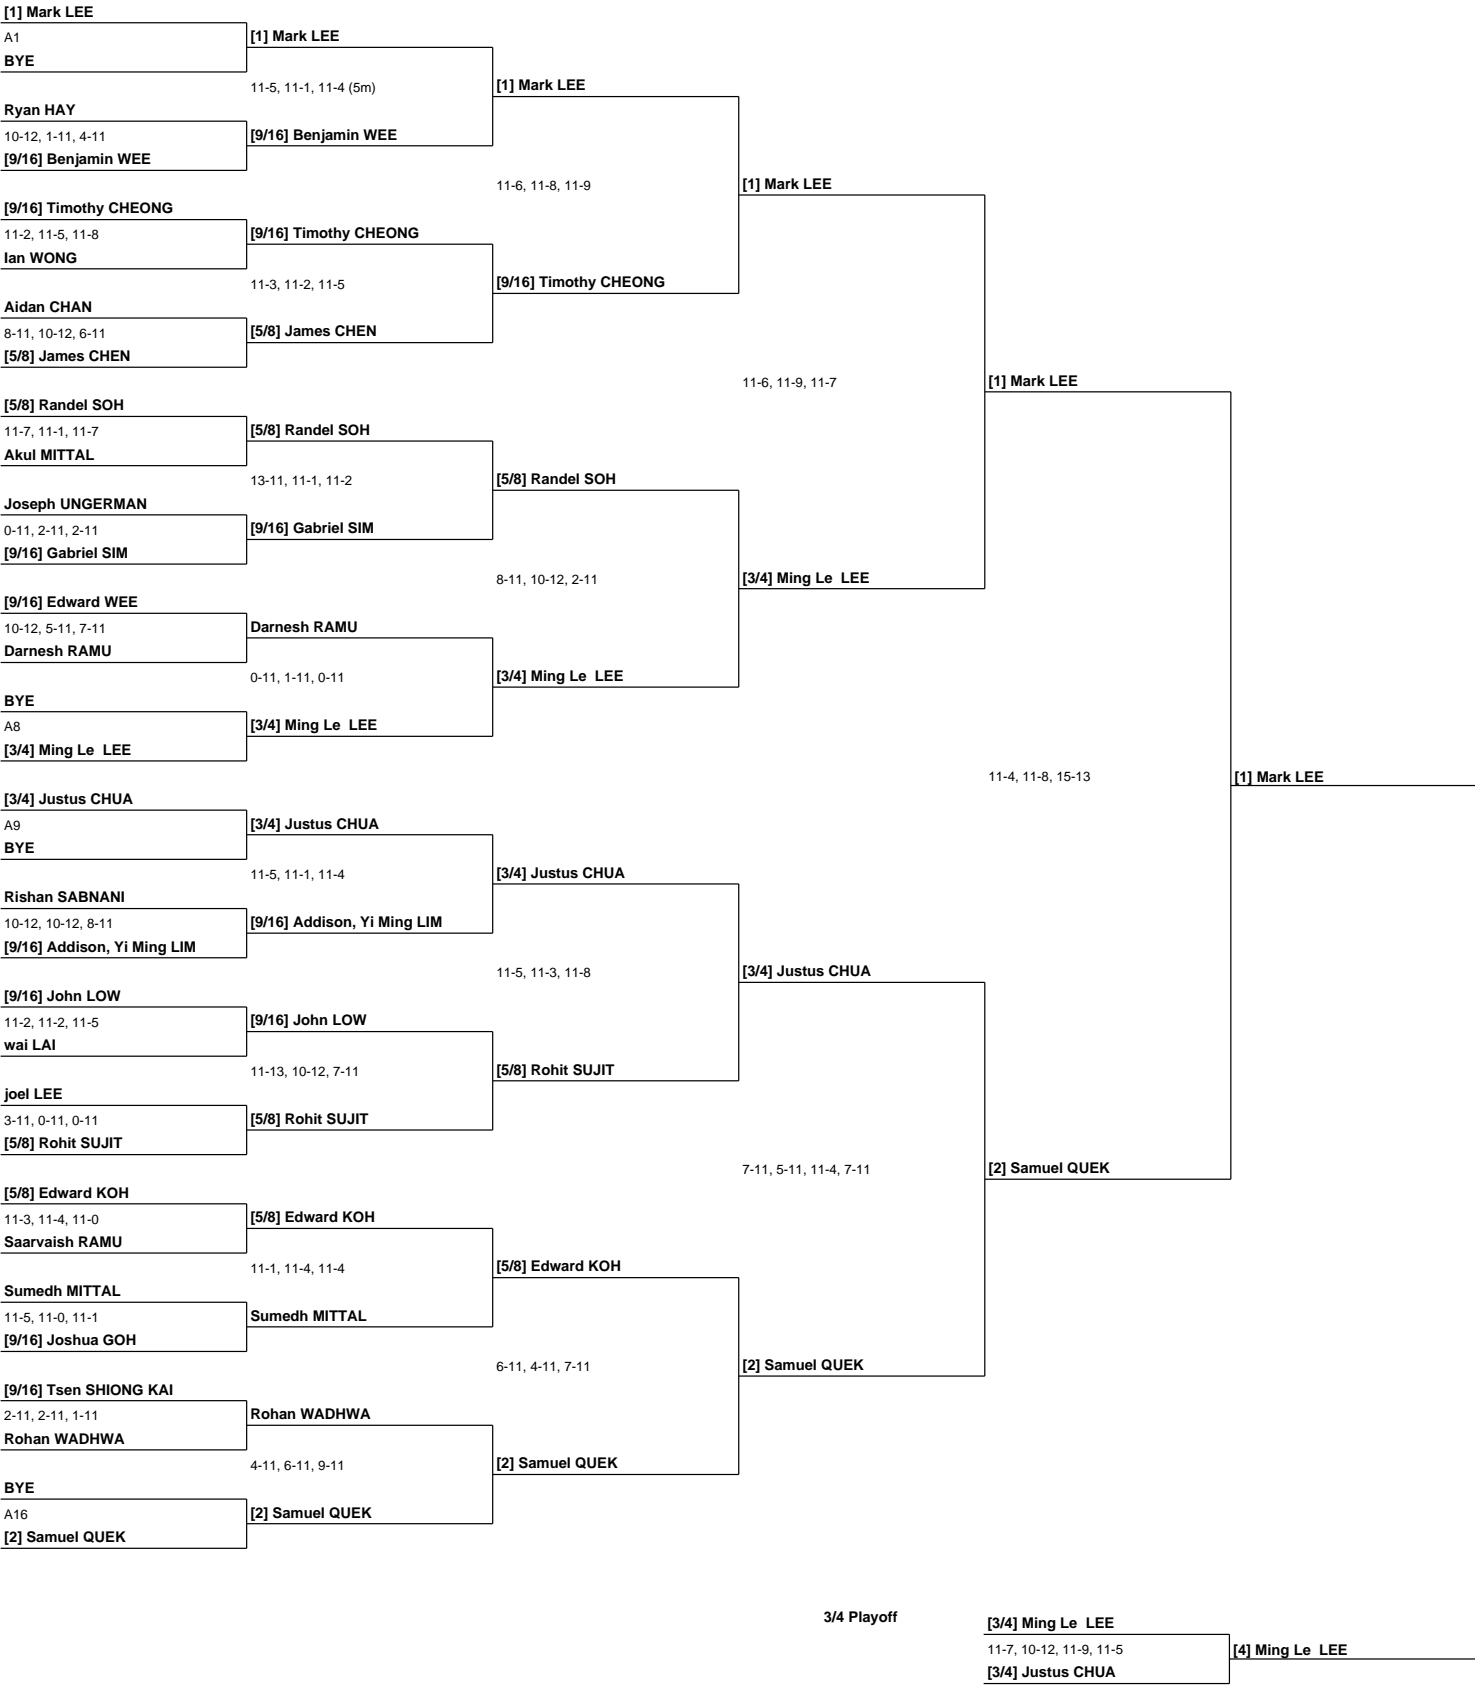 [1] Mark LEE
A1
BYE
Ryan HAY
10-12, 1-11, 4-11
[9/16] Benjamin WEE
[9/16] Timothy CHEONG
11-2, 11-5, 11-8
Ian WONG
Aidan CHAN
8-11, 10-12, 6-11
[5/8] James CHEN
[5/8] Randel SOH
11-7, 11-1, 11-7
Akul MITTAL
Joseph UNGERMAN
0-11, 2-11, 2-11
[9/16] Gabriel SIM
[9/16] Edward WEE
10-12, 5-11, 7-11
Darnesh RAMU
BYE
A8
[3/4] Ming Le  LEE
[3/4] Justus CHUA
A9
BYE
Rishan SABNANI
10-12, 10-12, 8-11
[9/16] Addison, Yi Ming LIM
[9/16] John LOW
11-2, 11-2, 11-5
wai LAI
joel LEE
3-11, 0-11, 0-11
[5/8] Rohit SUJIT
[5/8] Edward KOH
11-3, 11-4, 11-0
Saarvaish RAMU
Sumedh MITTAL
11-5, 11-0, 11-1
[9/16] Joshua GOH
[9/16] Tsen SHIONG KAI
2-11, 2-11, 1-11
Rohan WADHWA
BYE
A16
[2] Samuel QUEK
[1] Mark LEE
11-5, 11-1, 11-4 (5m)
[9/16] Benjamin WEE
[9/16] Timothy CHEONG
11-3, 11-2, 11-5
[5/8] James CHEN
[5/8] Randel SOH
13-11, 11-1, 11-2
[9/16] Gabriel SIM
Darnesh RAMU
0-11, 1-11, 0-11
[3/4] Ming Le  LEE
[3/4] Justus CHUA
11-5, 11-1, 11-4
[9/16] Addison, Yi Ming LIM
[9/16] John LOW
11-13, 10-12, 7-11
[5/8] Rohit SUJIT
[5/8] Edward KOH
11-1, 11-4, 11-4
Sumedh MITTAL
Rohan WADHWA
4-11, 6-11, 9-11
[2] Samuel QUEK
[1] Mark LEE
11-6, 11-8, 11-9
[9/16] Timothy CHEONG
[5/8] Randel SOH
8-11, 10-12, 2-11
[3/4] Ming Le  LEE
[3/4] Justus CHUA
11-5, 11-3, 11-8
[5/8] Rohit SUJIT
[5/8] Edward KOH
6-11, 4-11, 7-11
[2] Samuel QUEK
[1] Mark LEE
11-6, 11-9, 11-7
[3/4] Ming Le  LEE
[3/4] Justus CHUA
7-11, 5-11, 11-4, 7-11
[2] Samuel QUEK
[1] Mark LEE
11-4, 11-8, 15-13
[2] Samuel QUEK
[1] Mark LEE
3/4 Playoff
[3/4] Ming Le  LEE
11-7, 10-12, 11-9, 11-5
[3/4] Justus CHUA
[4] Ming Le  LEE